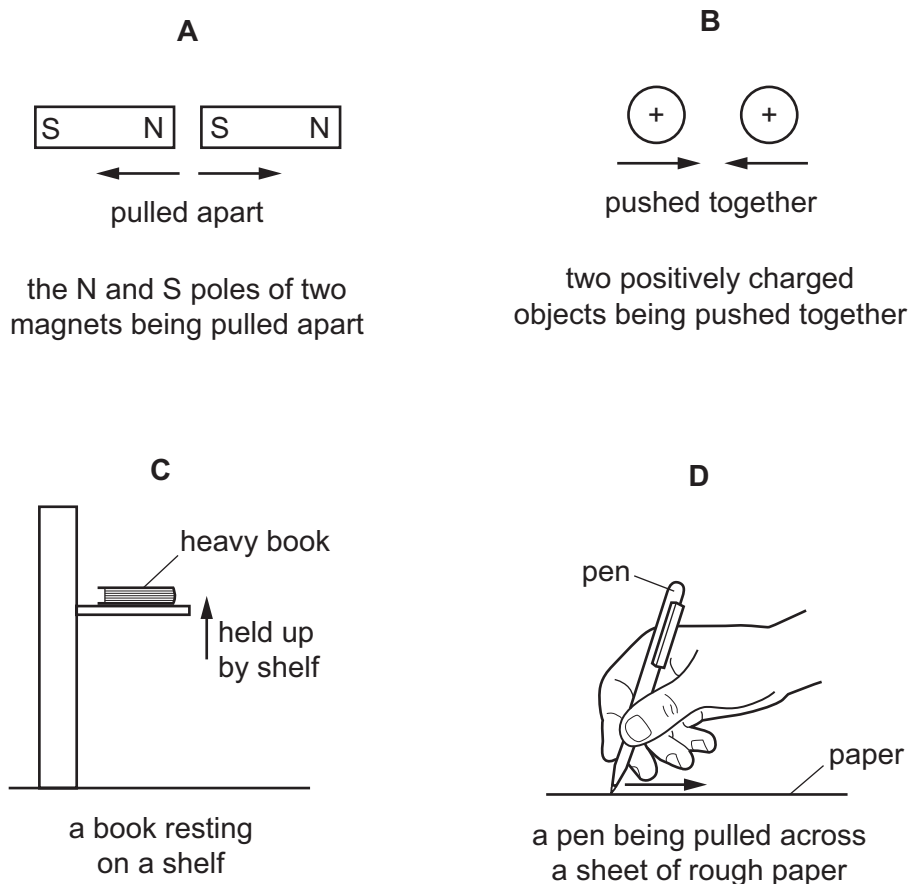 A
S N S N
pulled apart
the N and S poles of two
magnets being pulled apart
B
+ +
pushed together
two positively charged
objects being pushed together
C
heavy book
held up
by shelf
a book resting
on a shelf
D
pen
paper
a pen being pulled across
a sheet of rough paper